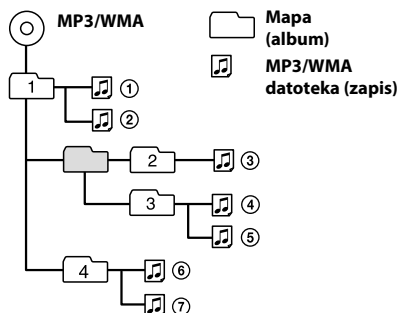 MP3/WMA
Mapa
(album)
MP3/WMA
datoteka (zapis)
1
①
②
2
③
3
④
⑤
4
⑥
⑦